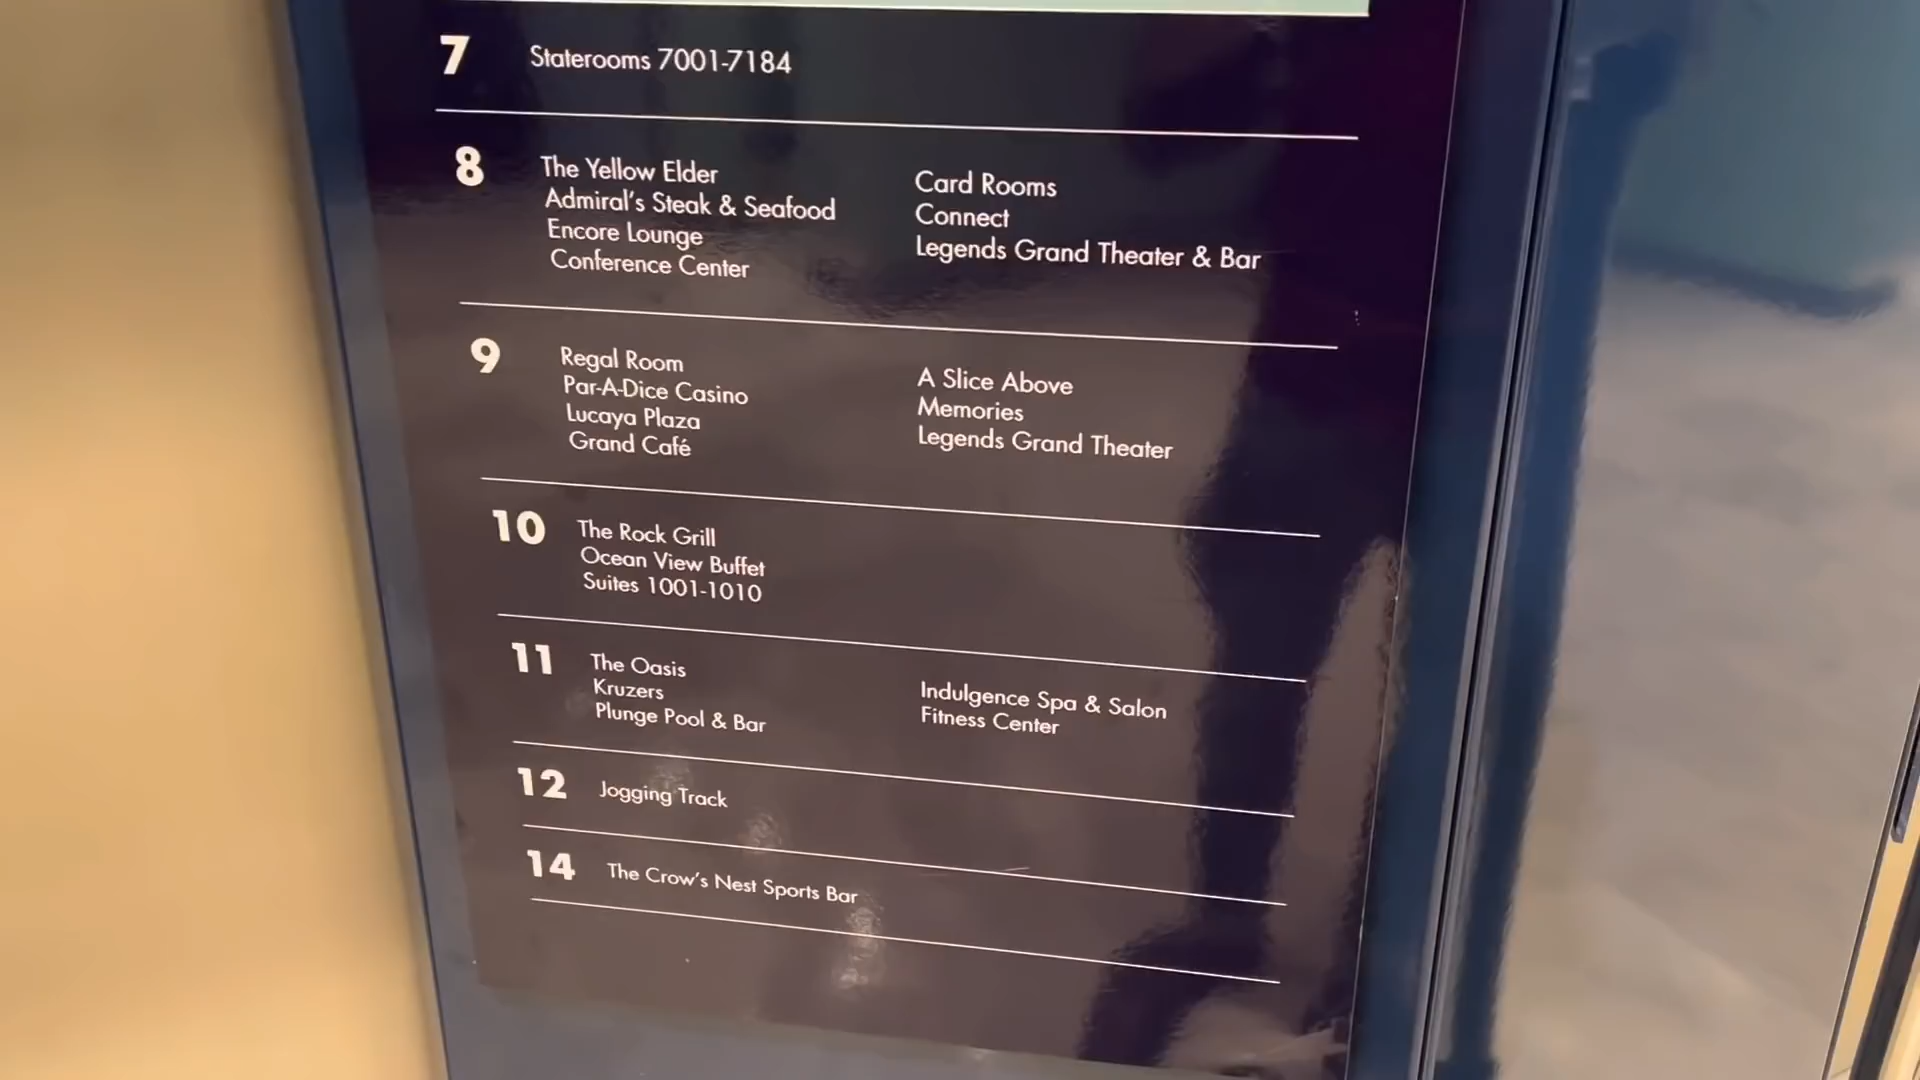 7
Staterooms 7001-7184
8
The Yellow Elder
Admiral's Steak & Seafood
Encore Lounge
Conference Center
Card Rooms
Connect
Legends Grand Theater & Bar
9
Regal Room
Par-A-Dice Casino
Lucaya Plaza
Grand Café
A Slice Above
Memories
Legends Grand Theater
10
The Rock Grill
Ocean View Buffet
Suites 1001-1010
11
The Oasis
Kruzers
Plunge Pool & Bar
Indulgence Spa & Salon
Fitness Center
12
Jogging Track
14
The Crow's Nest Sports Bar